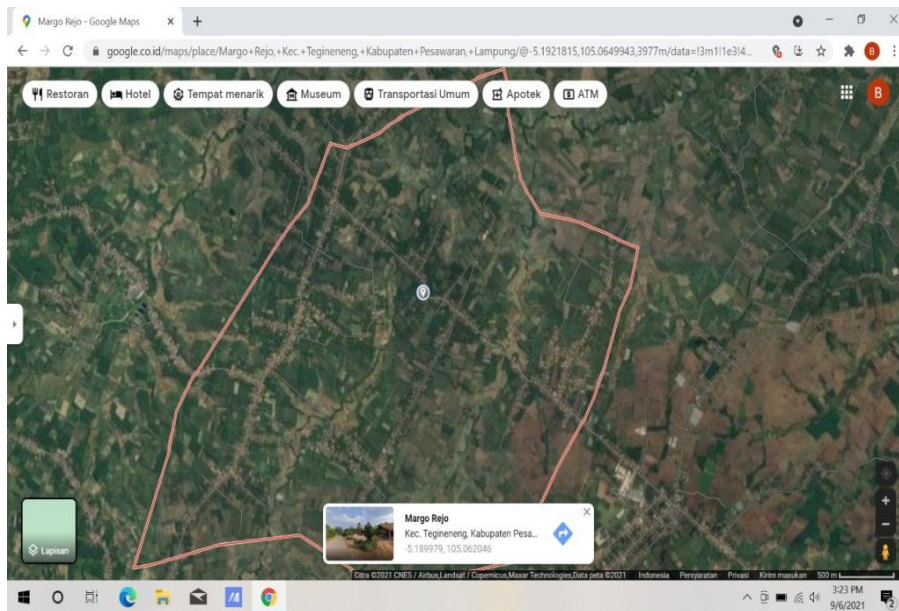 Margo Rejo - Google Maps
google.co.id/maps/place/Margo+Rejo,+Kec.+Tegineneng,+Kabupaten+Pesawaran,+Lampung/@-5.1921815,105.0649943,3977m/data=!3m1!1e3!4...
B
Restoran
Hotel
Tempat menarik
Museum
Transportasi Umum
Apotek
ATM
B
Margo Rejo
Kec. Tegineneng, Kabupaten Pesa...
-5.189979, 105.062046
Lapisan
Citra ©2021 CNES / Airbus,Landsat / Copernicus,Maxar Technologies,Data peta ©2021 Indonesia Persyaratan Privasi Kirim masukan 500 m
3:23 PM
9/6/2021
2